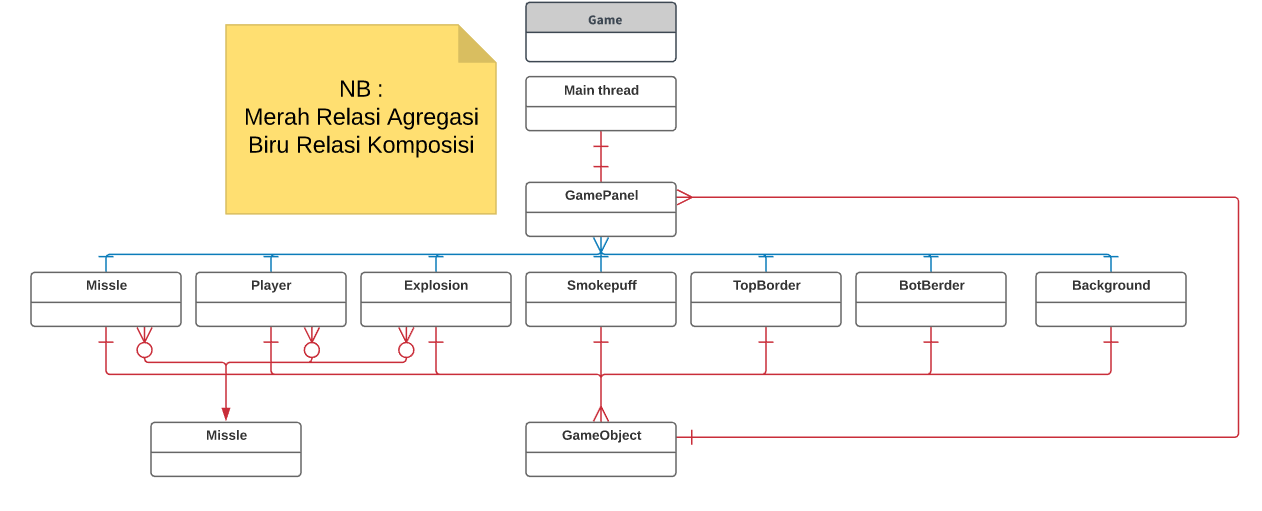 Game
NB :
Merah Relasi Agregasi
Biru Relasi Komposisi
Main thread
GamePanel
Missle
Player
Explosion
Smokepuff
TopBorder
BotBerder
Background
Missle
GameObject